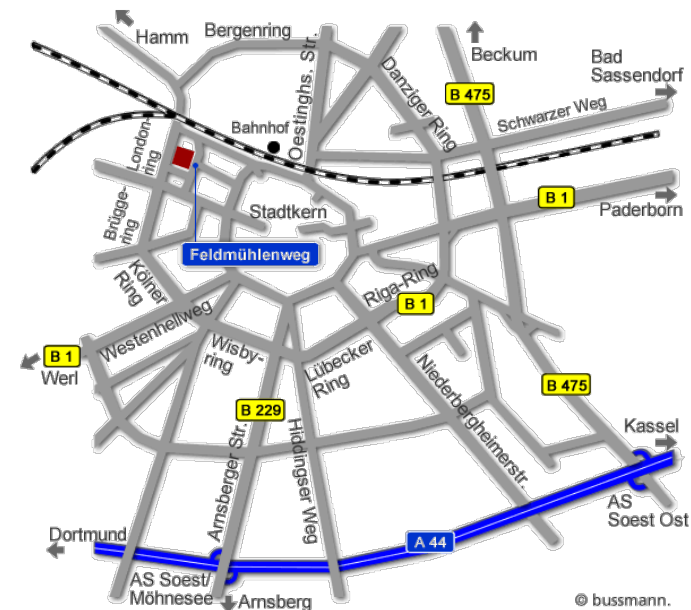 Hamm
Bergenring
Oestinghs. Str.
Danziger Ring
Beckum
B 475
Bad
Sassendorf
Schwarzer Weg
London-
ring
Bahnhof
Stadtkern
B 1
Paderborn
Brügge-
ring
Feldmühlenweg
Kölner
Ring
Riga-Ring
B 1
Westenhellweg
B 1
Werl
Wisby-
ring
Lübecker
Ring
Niederbergheimerstr.
B 475
B 229
Arnsberger Str.
Hiddingser Weg
Kassel
AS
Soest Ost
Dortmund
A 44
AS Soest/
Möhnesee
Arnsberg
© bussmann.